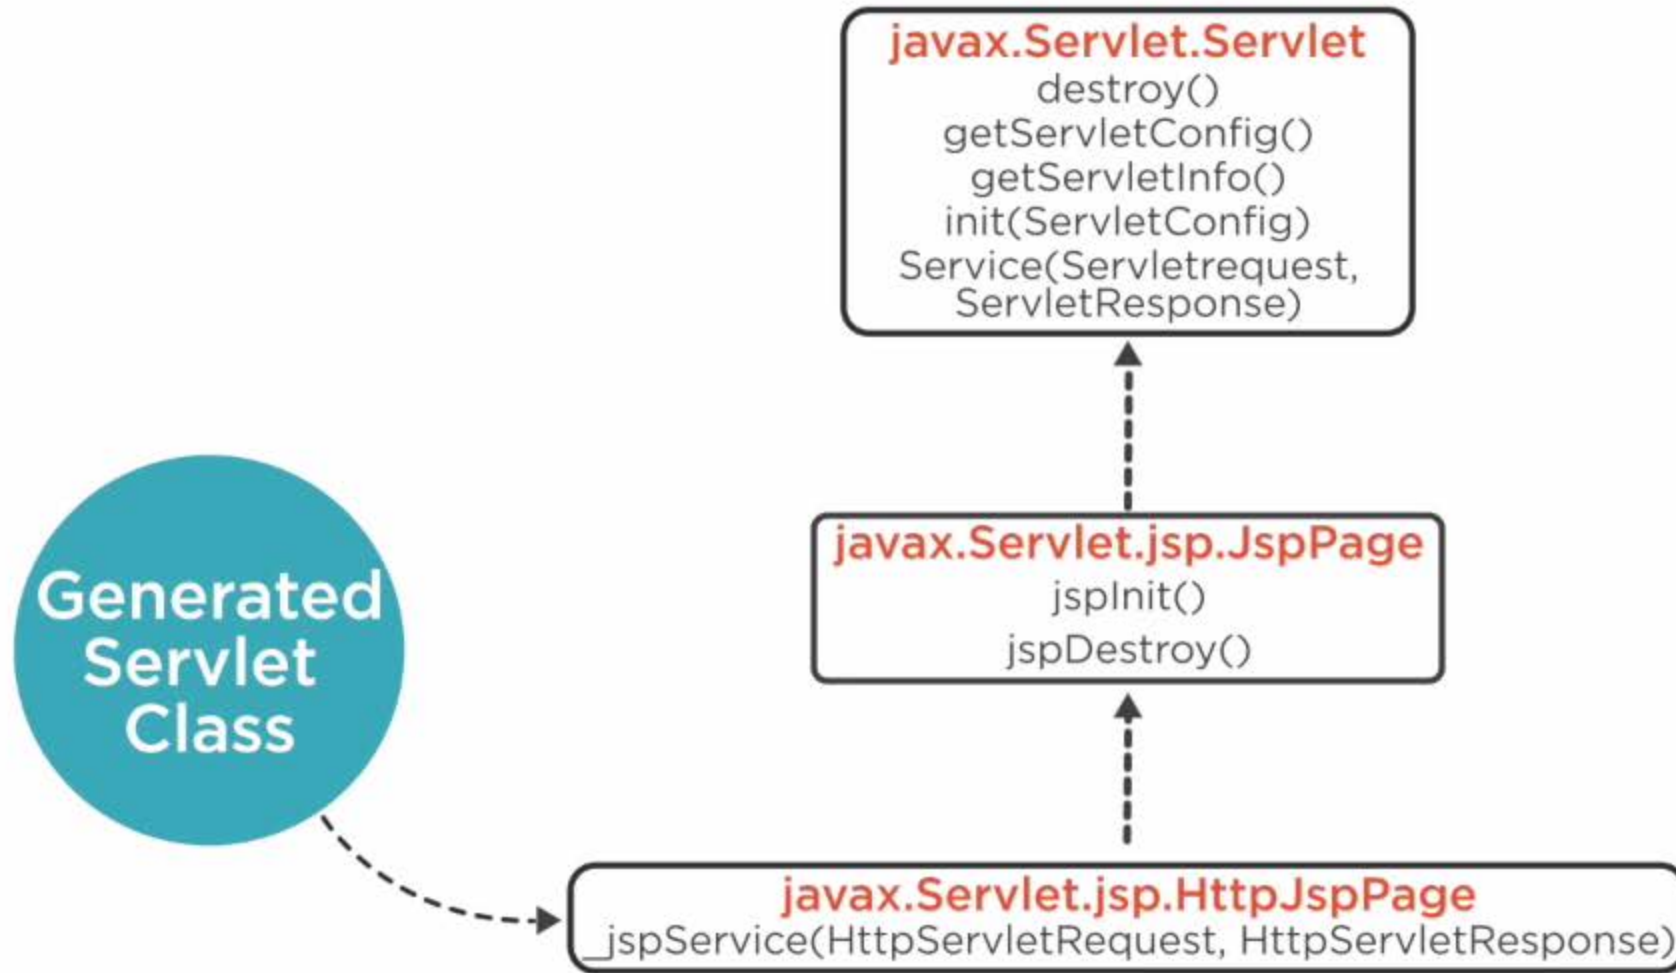 javax.Servlet.Servlet
destroy()
getServletConfig()
getServletInfo()
init(ServletConfig)
Service(Servletrequest,
ServletResponse)
javax.Servlet.jsp.JspPage
jspInit()
jspDestroy()
Generated
Servlet
Class
javax.Servlet.jsp.HttpJspPage
_jspService(HttpServletRequest, HttpServletResponse)